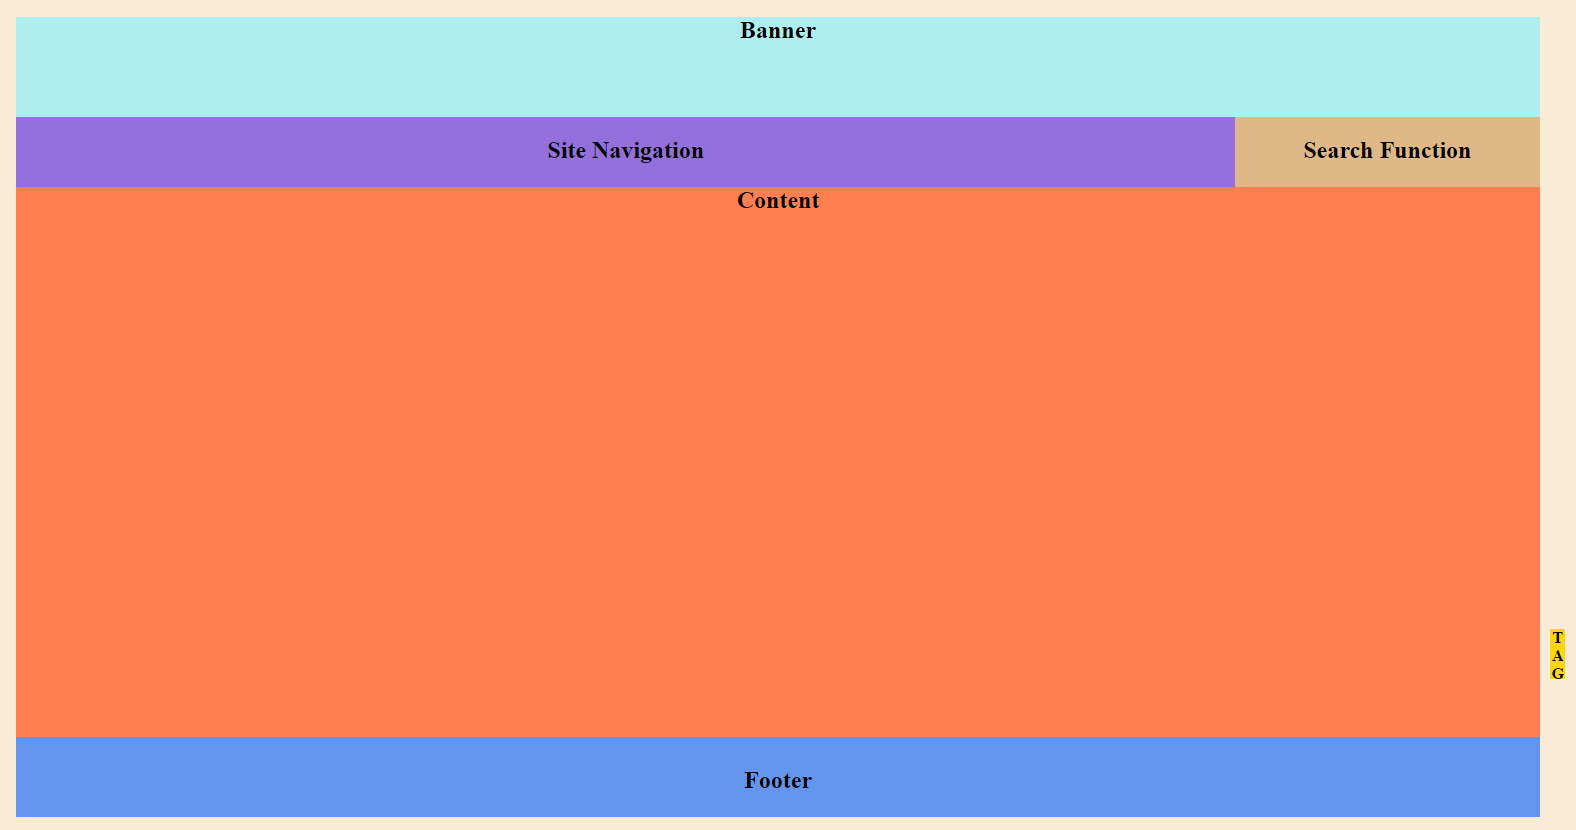 Banner
Site Navigation
Search Function
Content
T
A
G
Footer